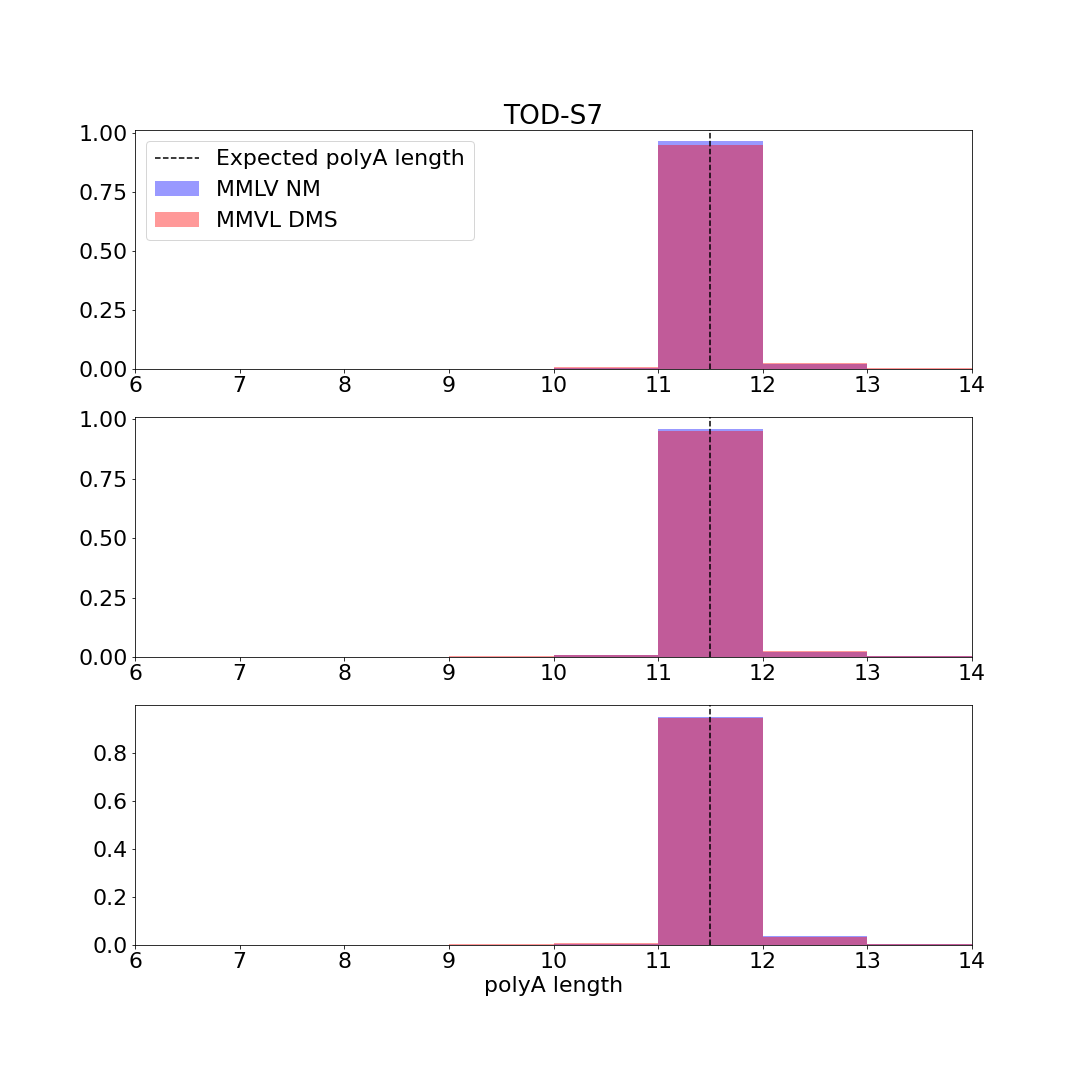 TOD-S7
1.00
Expected polyA length
MMLV NM
0.75
MMVL DMS
0.50
0.25
0.00
6 7 8 9 10 11 12 13 14
1.00
0.75
0.50
0.25
0.00
6 7 8 9 10 11 12 13 14
0.8
0.6
0.4
0.2
0.0
6 7 8 9 10 11 12 13 14
polyA length